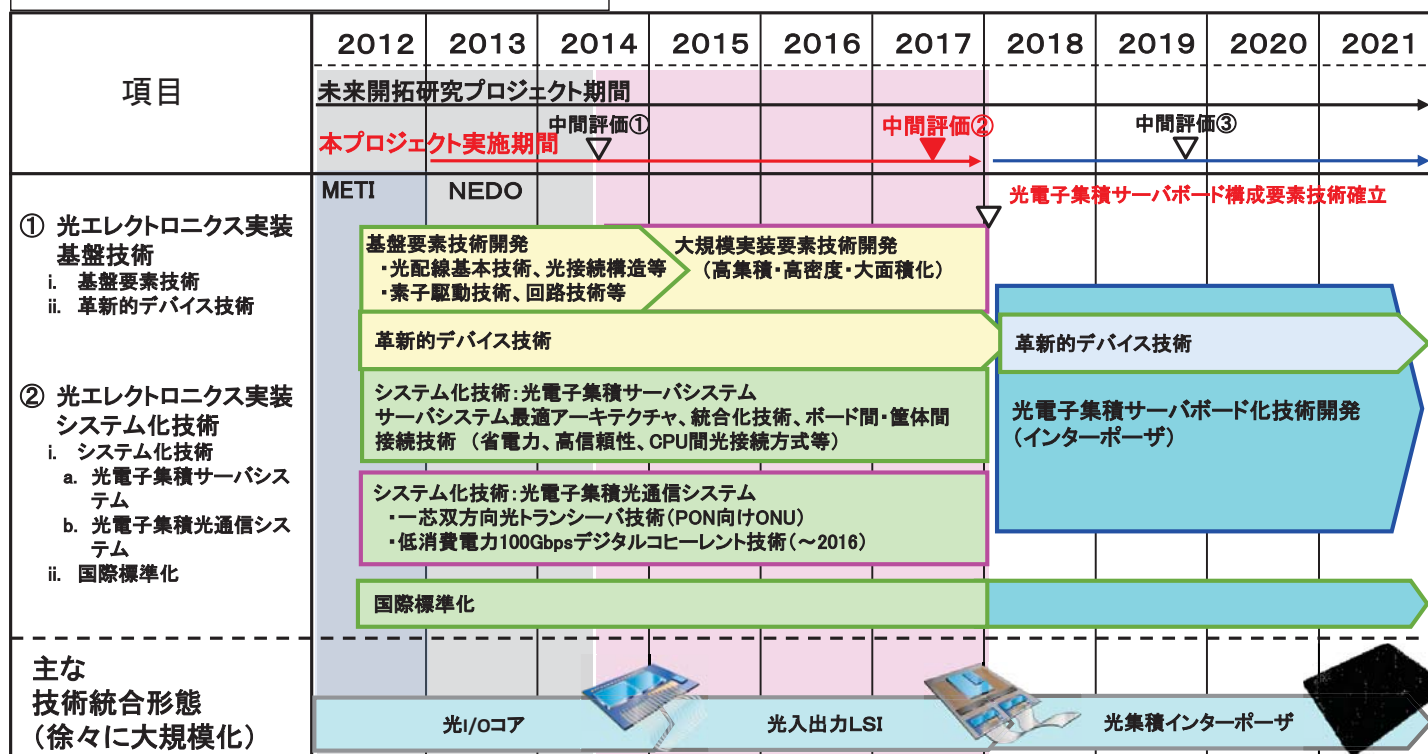 項目
2012 2013 2014 2015 2016 2017 2018 2019 2020 2021
未来開拓研究プロジェクト期間
中間評価① 中間評価② 中間評価③
本プロジェクト実施期間
METI NEDO
光電子集積サーバボード構成要素技術確立
① 光エレクトロニクス実装
基盤技術
i. 基盤要素技術
ii. 革新的デバイス技術
基盤要素技術開発
・光配線基本技術、光接続構造等
・素子駆動技術、回路技術等
大規模実装要素技術開発
(高集積・高密度・大面積化)
革新的デバイス技術
革新的デバイス技術
② 光エレクトロニクス実装
システム化技術
i. システム化技術
a. 光電子集積サーバシス
テム
b. 光電子集積光通信シス
テム
ii. 国際標準化
システム化技術:光電子集積サーバシステム
サーバシステム最適アーキテクチャ、統合化技術、ボード間・筐体間
接続技術 (省電力、高信頼性、CPU間光接続方式等)
光電子集積サーバボード化技術開発
(インターポーザ)
システム化技術:光電子集積光通信システム
・一芯双方向光トランシーバ技術(PON向けONU)
・低消費電力100Gbpsデジタルコヒーレント技術(~2016)
国際標準化
主な
技術統合形態
(徐々に大規模化)
光I/Oコア
光入出力LSI
光集積インターポーザ